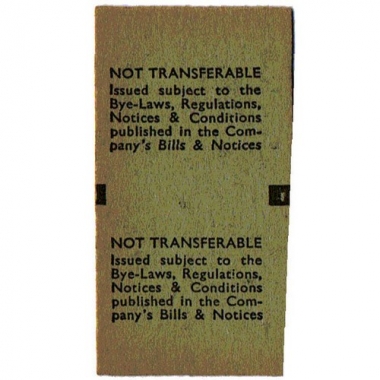 NOT TRANSFERABLE
Issued subject to the
Bye-Laws, Regulations,
Notices & Conditions
published in the Com-
pany's Bills & Notices
NOT TRANSFERABLE
Issued subject to the
Bye-Laws, Regulations,
Notices & Conditions
published in the Com-
pany's Bills & Notices